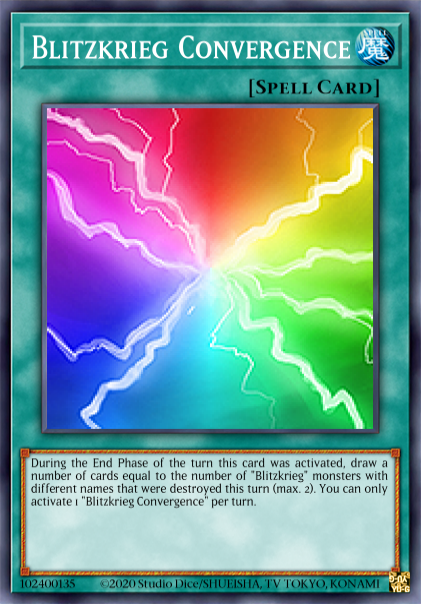 BLITZKRIEG CONVERGENCE 魔
[SPELL CARD]
During the End Phase of the turn this card was activated, draw a
number of cards equal to the number of "Blitzkrieg" monsters with
different names that were destroyed this turn (max. 2). You can only
activate 1 "Blitzkrieg Convergence" per turn.
102400135 ©2020 Studio Dice/SHUEISHA, TV TOKYO, KONAMI